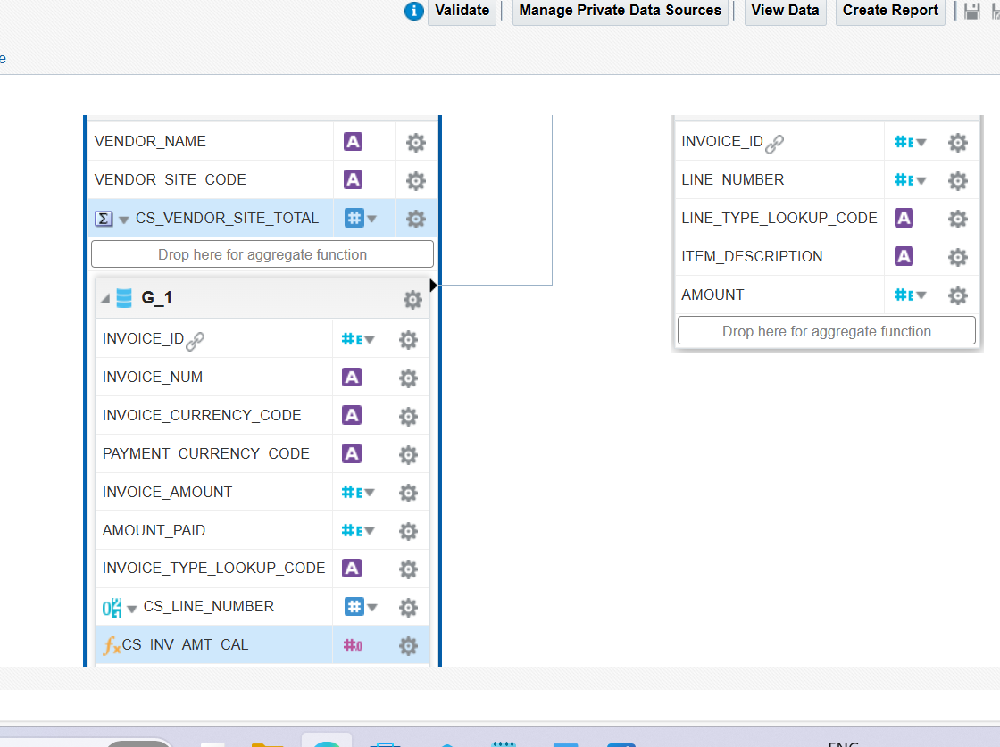 Validate Manage Private Data Sources View Data Create Report
e
VENDOR_NAME A
VENDOR_SITE_CODE A
Σ CS_VENDOR_SITE_TOTAL #
Drop here for aggregate function
G_1
INVOICE_ID #E
INVOICE_NUM A
INVOICE_CURRENCY_CODE A
PAYMENT_CURRENCY_CODE A
INVOICE_AMOUNT #E
AMOUNT_PAID #E
INVOICE_TYPE_LOOKUP_CODE A
CS_LINE_NUMBER #
fx CS_INV_AMT_CAL #.0
INVOICE_ID #E
LINE_NUMBER #E
LINE_TYPE_LOOKUP_CODE A
ITEM_DESCRIPTION A
AMOUNT #E
Drop here for aggregate function
ENG